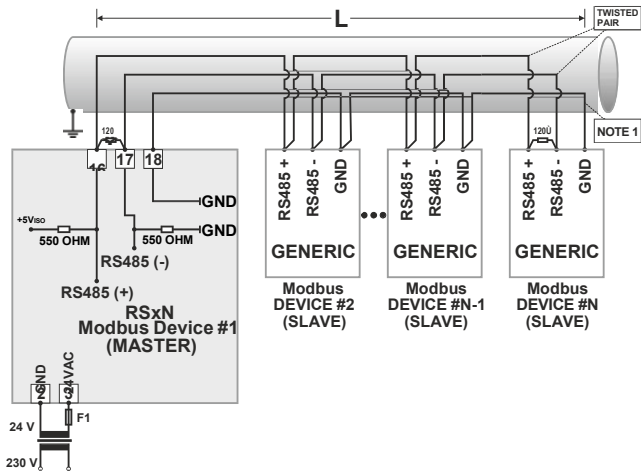 L
TWISTED
PAIR
NOTE 1
120
16
17
18
120Ù
GND
+5VISO
550 OHM
550 OHM
GND
RS485 (-)
RS485 (+)
RSxN
Modbus Device #1
(MASTER)
RS485 +
RS485 -
GND
GENERIC
Modbus
DEVICE #2
(SLAVE)
RS485 +
RS485 -
GND
GENERIC
Modbus
DEVICE #N-1
(SLAVE)
RS485 +
RS485 -
GND
GENERIC
Modbus
DEVICE #N
(SLAVE)
GND
24VAC
F1
24 V
230 V